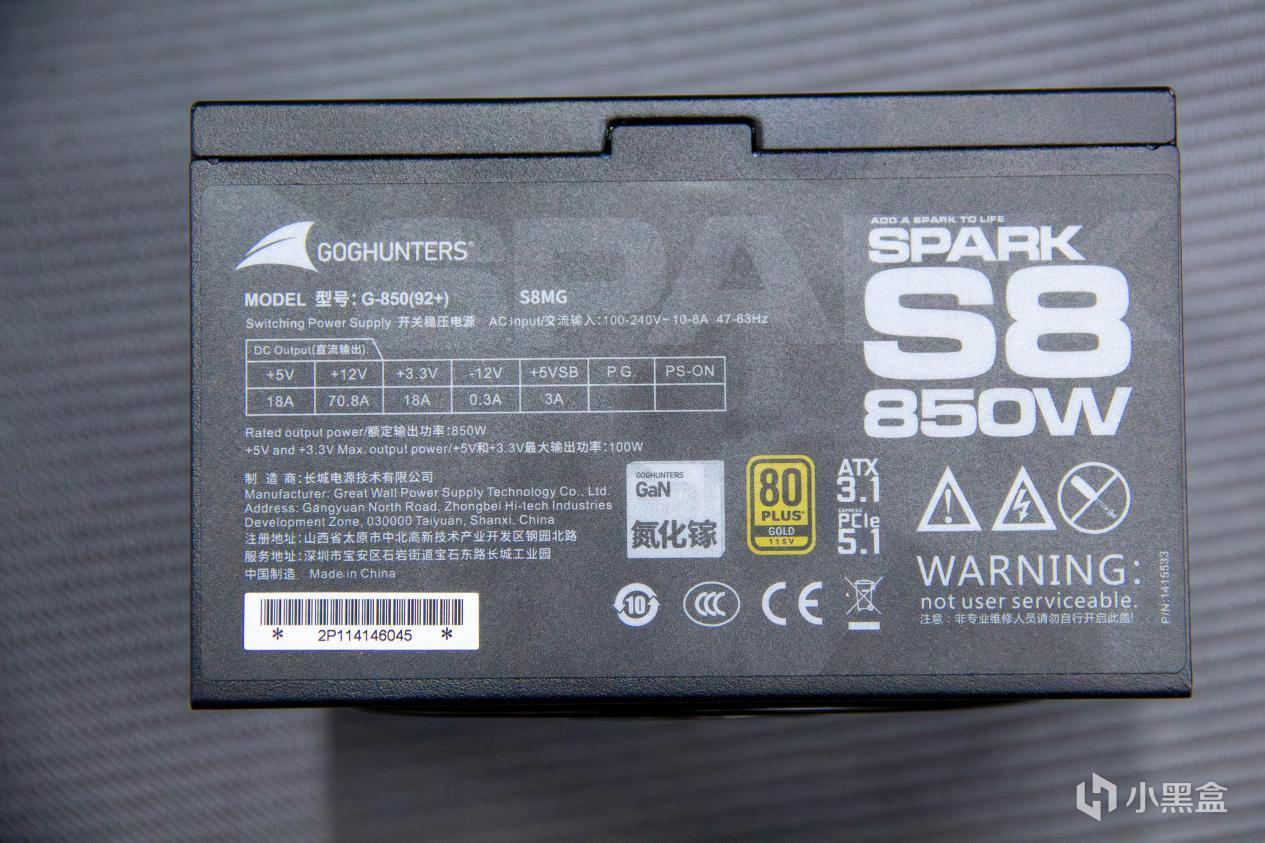 GOGHUNTERS®
MODEL 型号: G-850(92+) S8MG
Switching Power Supply 开关稳压电源 AC input/交流输入:100-240V~ 10-6A 47-63Hz
DC Output(直流输出):
+5V +12V +3.3V -12V +5VSB P.G. PS-ON
18A 70.8A 18A 0.3A 3A
Rated output power/额定输出功率:850W
+5V and +3.3V Max. output power/+5V和+3.3V最大输出功率:100W
制 造 商:长城电源技术有限公司
Manufacturer: Great Wall Power Supply Technology Co., Ltd.
Address: Gangyuan North Road, Zhongbei Hi-tech Industries
Development Zone, 030000 Taiyuan, Shanxi, China
注册地址:山西省太原市中北高新技术产业开发区钢园北路
服务地址:深圳市宝安区石岩街道宝石东路长城工业园
中国制造 Made in China
* 2P114146045 *
SPARK
ADD A SPARK TO LIFE
SPARK
S8
850W
GOGHUNTERS
GaN
氮化镓
80
PLUS®
GOLD
115V
ATX
3.1
EXPRESS
PCIe
5.1
10
CCC
CE
WARNING:
not user serviceable.
注意:非专业维修人员请勿自行开启此盖!
P/N:1415533
小黑盒